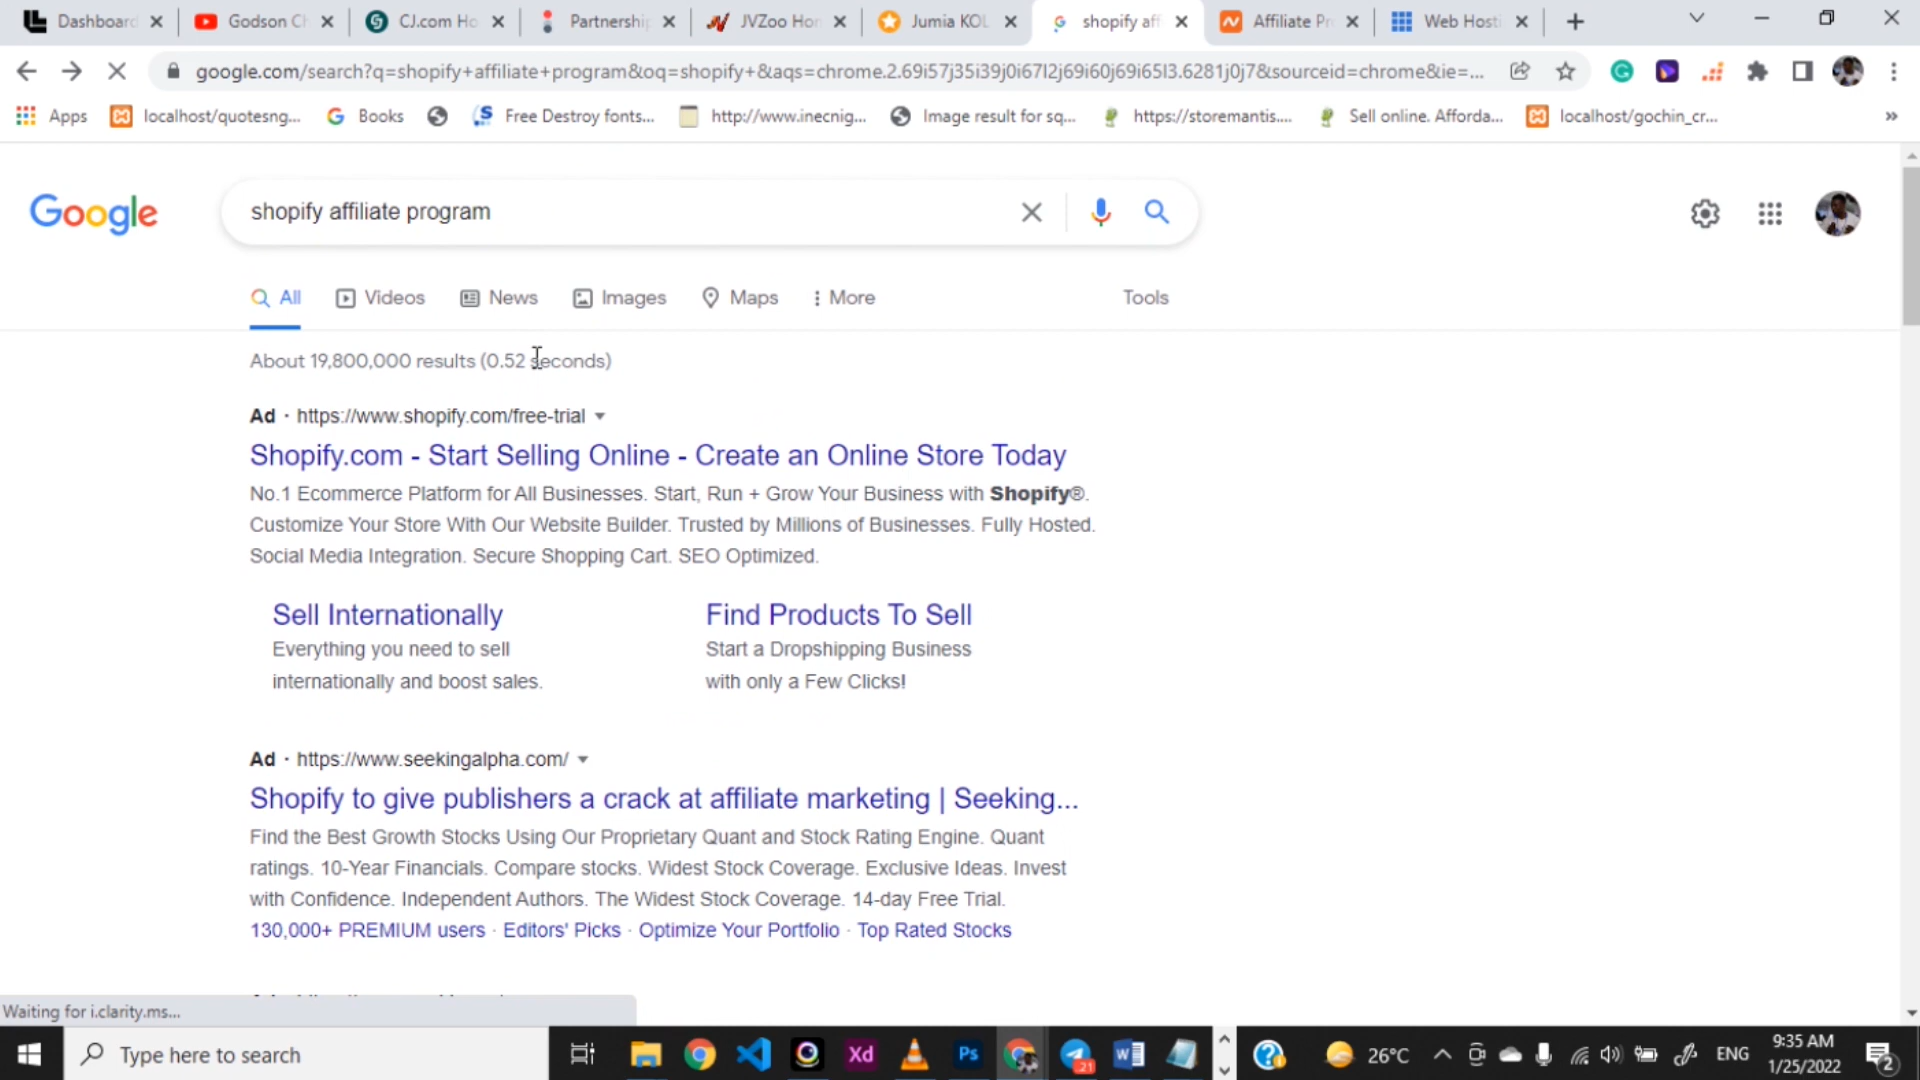 Dashboard
Godson C
CJ.com Ho
Partnership
JVZoo Hom
Jumia KOL
shopify aff
Affiliate Pr
Web Hosti
google.com/search?q=shopify+affiliate+program&oq=shopify+&aqs=chrome.2.69i57j35i39j0i67l2j69i60j69i65l3.6281j0j7&sourceid=chrome&ie=...
Apps
localhost/quotesng...
Books
Free Destroy fonts...
http://www.inecnig...
Image result for sq...
https://storemantis....
Sell online. Afforda...
localhost/gochin_cr...
»
Google
shopify affiliate program
All
Videos
News
Images
Maps
More
Tools
About 19,800,000 results (0.52 seconds)
Ad · https://www.shopify.com/free-trial
Shopify.com - Start Selling Online - Create an Online Store Today
No.1 Ecommerce Platform for All Businesses. Start, Run + Grow Your Business with Shopify®.
Customize Your Store With Our Website Builder. Trusted by Millions of Businesses. Fully Hosted.
Social Media Integration. Secure Shopping Cart. SEO Optimized.
Sell Internationally
Everything you need to sell
internationally and boost sales.
Find Products To Sell
Start a Dropshipping Business
with only a Few Clicks!
Ad · https://www.seekingalpha.com/
Shopify to give publishers a crack at affiliate marketing | Seeking...
Find the Best Growth Stocks Using Our Proprietary Quant and Stock Rating Engine. Quant
ratings. 10-Year Financials. Compare stocks. Widest Stock Coverage. Exclusive Ideas. Invest
with Confidence. Independent Authors. The Widest Stock Coverage. 14-day Free Trial.
130,000+ PREMIUM users · Editors' Picks · Optimize Your Portfolio · Top Rated Stocks
Waiting for i.clarity.ms...
Type here to search
Xd
Ps
21
26°C
ENG
9:35 AM
1/25/2022
2